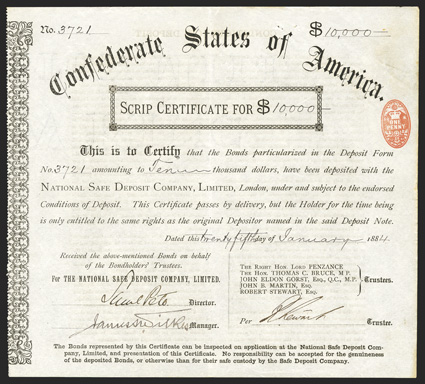 No. 3721
$10,000
Confederate States of America.
SCRIP CERTIFICATE FOR $10,000
ONE PENNY
This is to Certify that the Bonds particularized in the Deposit Form
No. 3721 amounting to Ten thousand dollars, have been deposited with the
NATIONAL SAFE DEPOSIT COMPANY, LIMITED, London, under and subject to the endorsed
Conditions of Deposit. This Certificate passes by delivery, but the Holder for the time being
is only entitled to the same rights as the original Depositor named in the said Deposit Note.
Dated this twenty fifth day of January 1884.
Received the above-mentioned Bonds on behalf
of the Bondholders' Trustees.
For THE NATIONAL SAFE DEPOSIT COMPANY, LIMITED.
Director.
Manager.
THE RIGHT HON LORD PENZANCE
THE HON. THOMAS C. BRUCE, M.P.
JOHN ELDON GORST, ESQ., Q.C., M.P.
JOHN B. MARTIN, ESQ.
ROBERT STEWART, ESQ.
Trustees.
Per Trustee.
The Bonds represented by this Certificate can be inspected on application at the National Safe Deposit Com-
pany, Limited, and presentation of this Certificate. No responsibility can be accepted for the genuineness
of the deposited Bonds, or otherwise than for their safe custody by the Safe Deposit Company.